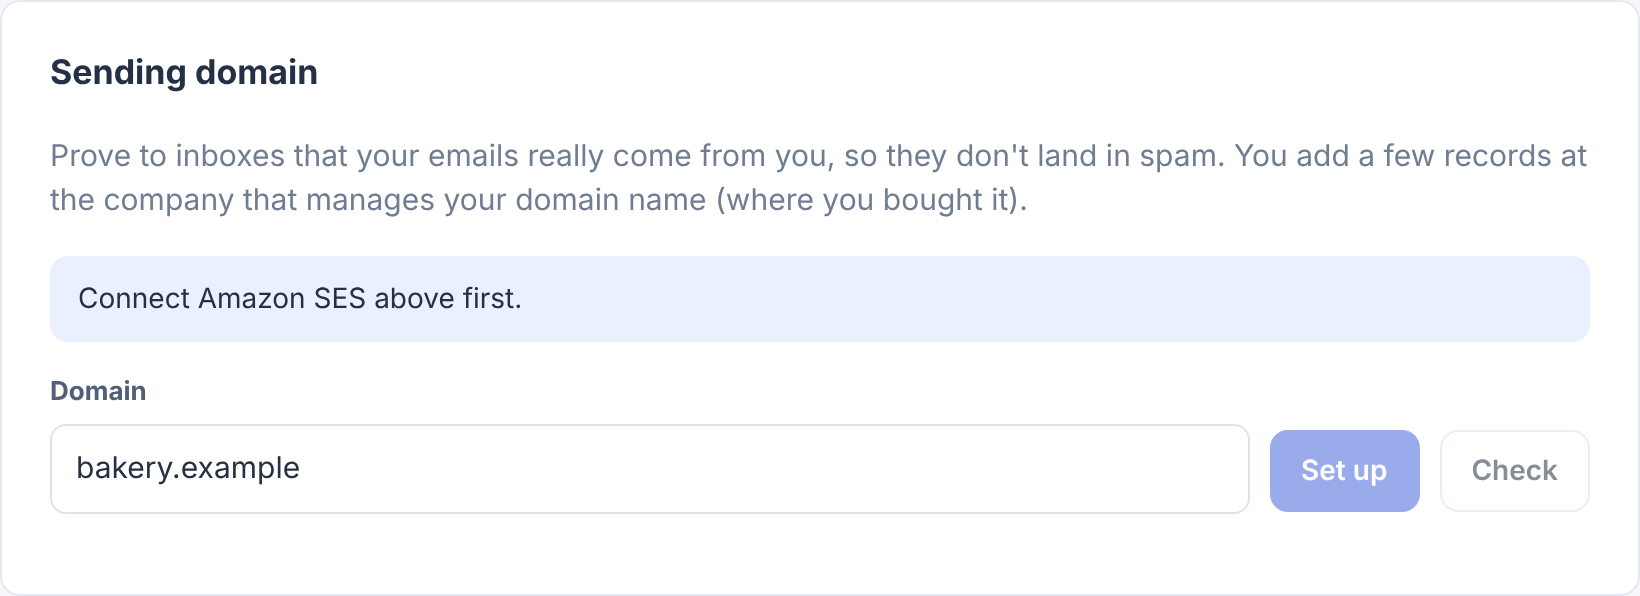 Sending domain
Prove to inboxes that your emails really come from you, so they don't land in spam. You add a few records at
the company that manages your domain name (where you bought it).
Connect Amazon SES above first.
Domain
bakery.example
Set up
Check